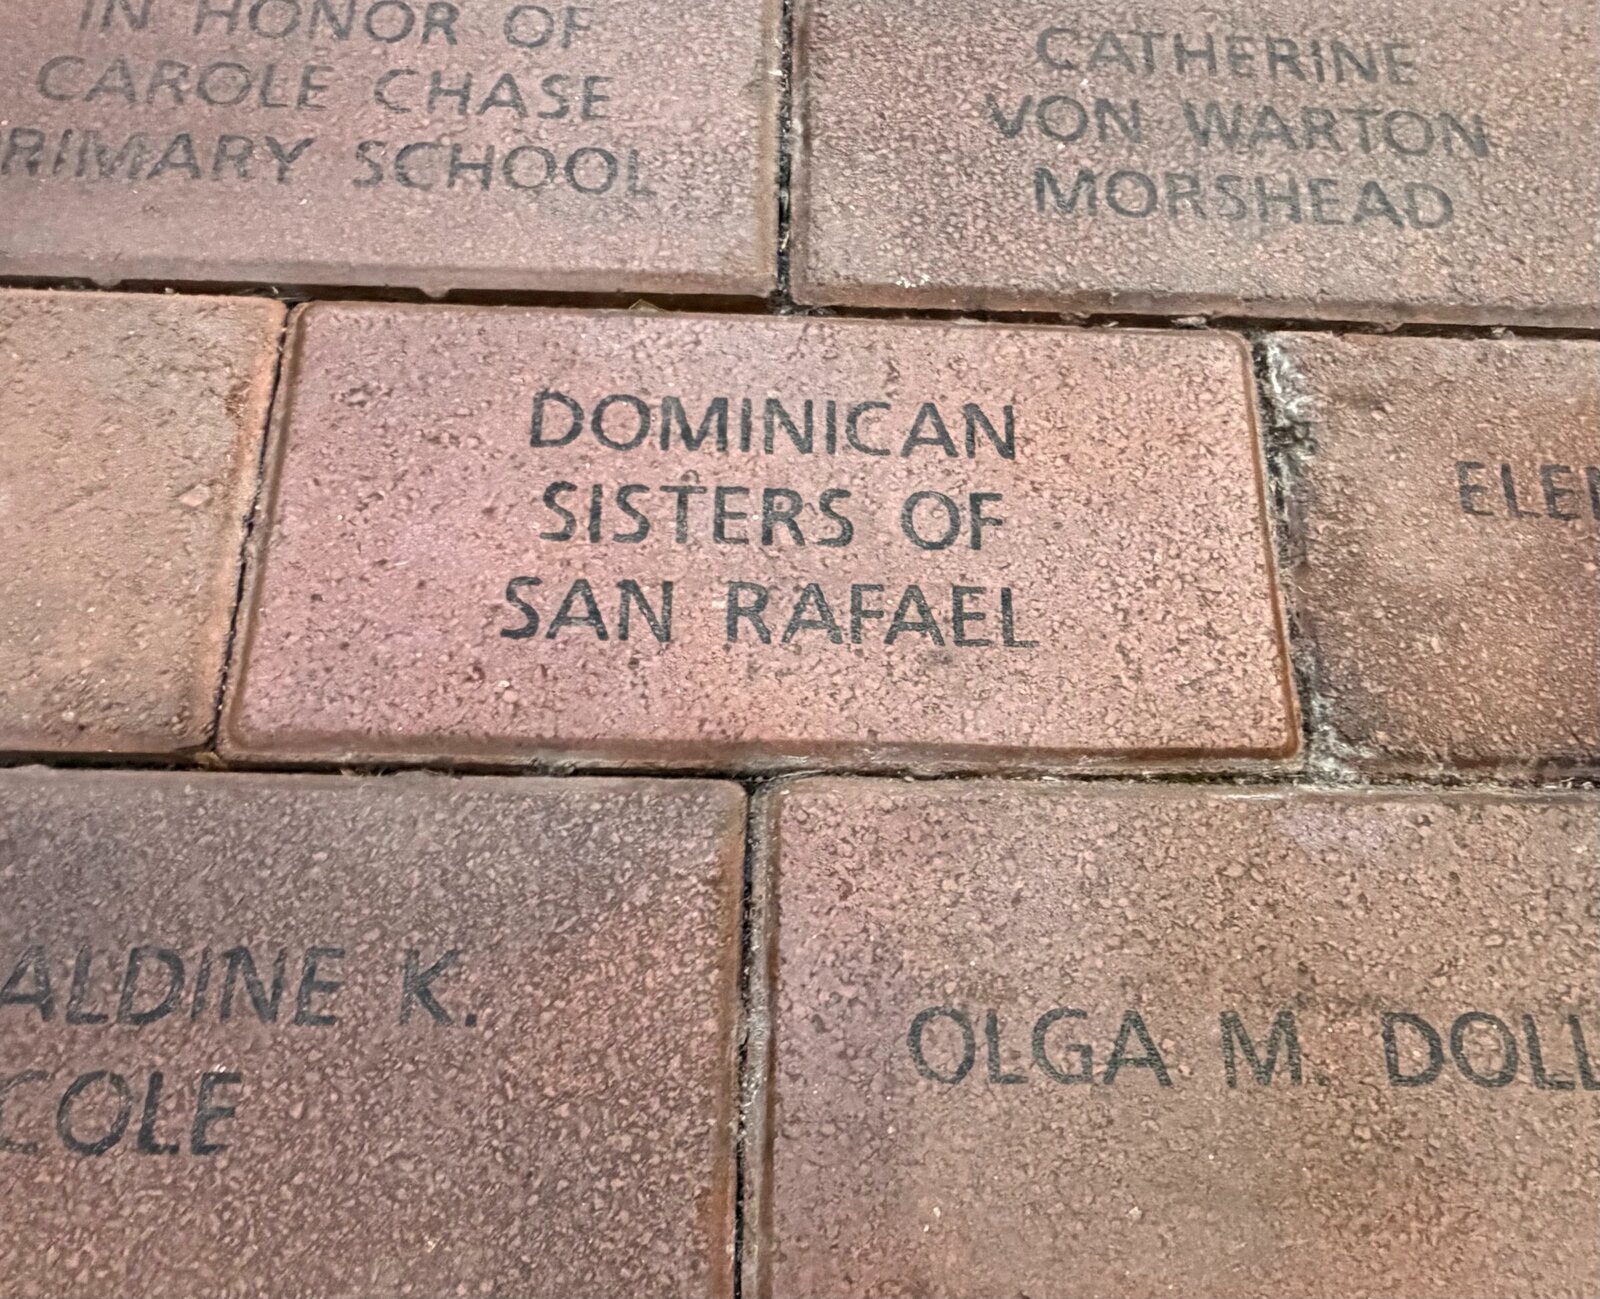 IN HONOR OF
CAROLE CHASE
RIMARY SCHOOL
CATHERINE
VON WARTON
MORSHEAD
DOMINICAN
SISTERS OF
SAN RAFAEL
ELEN
ALDINE K.
COLE
OLGA M. DOLL